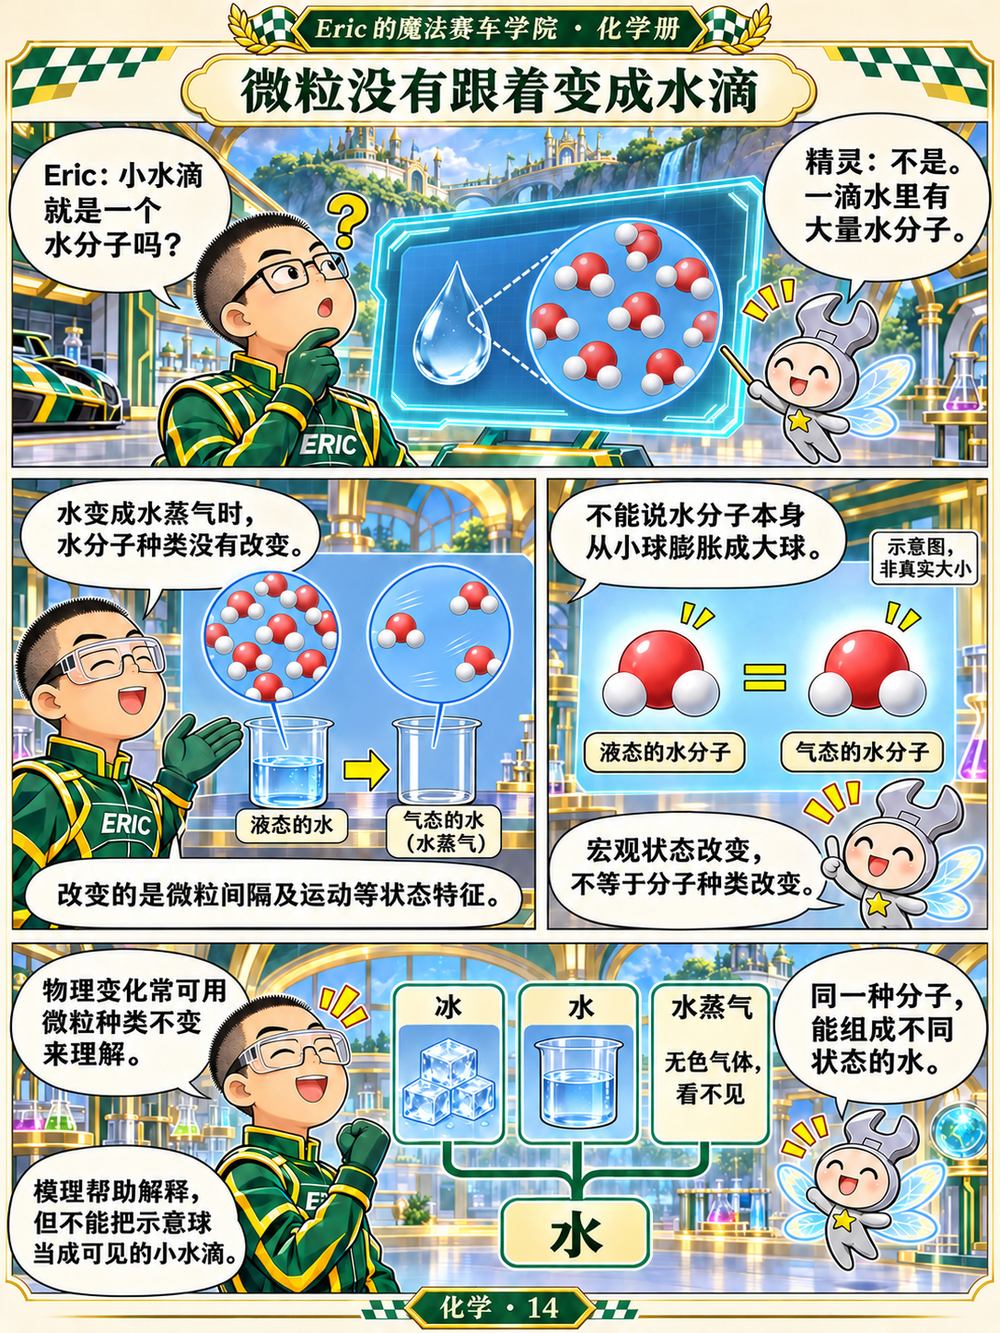 Eric 的魔法赛车学院 · 化学册
微粒没有跟着变成水滴
Eric: 小水滴
就是一个
水分子吗?
?
精灵: 不是。
一滴水里有
大量水分子。
ERIC
水变成水蒸气时,
水分子种类没有改变。
液态的水
气态的水
(水蒸气)
ERIC
改变的是微粒间隔及运动等状态特征。
不能说水分子本身
从小球膨胀成大球。
示意图,
非真实大小
=
液态的水分子
气态的水分子
宏观状态改变,
不等于分子种类改变。
物理变化常可用
微粒种类不变
来理解。
冰
水
水蒸气
无色气体,
看不见
水
同一种分子,
能组成不同
状态的水。
模理帮助解释,
但不能把示意球
当成可见的小水滴。
化学 · 14